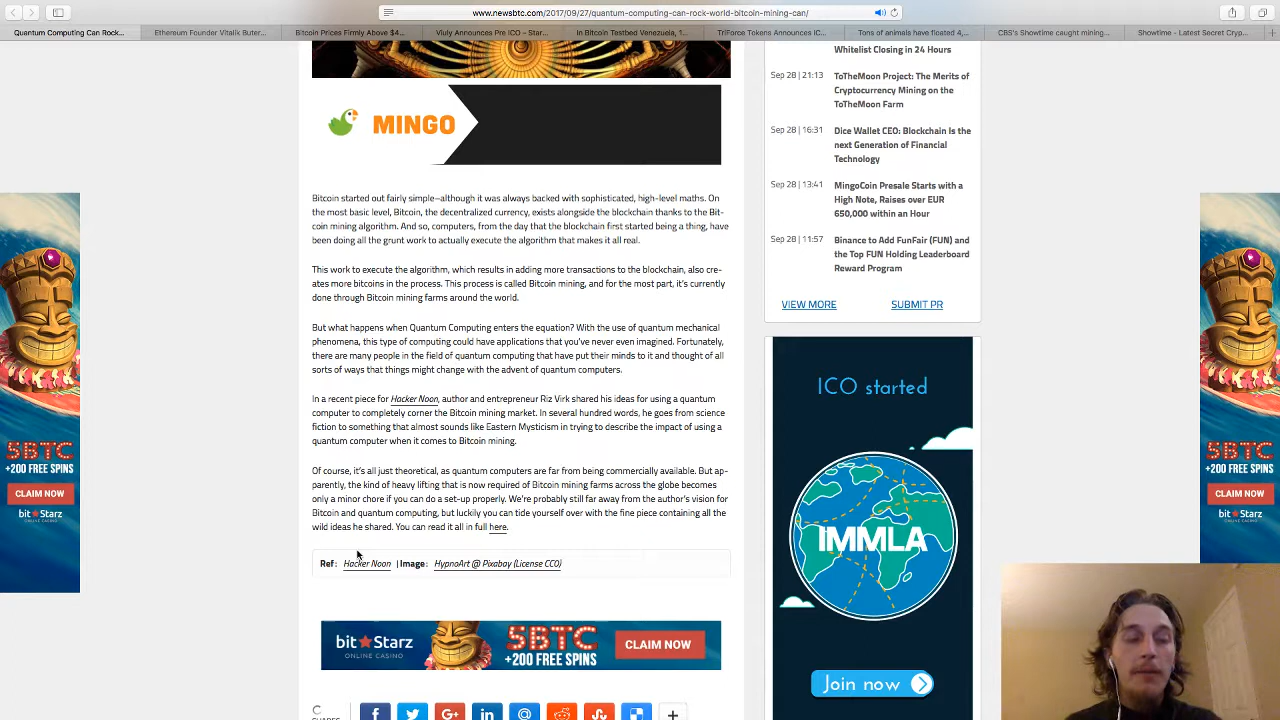 www.newsbtc.com/2017/09/27/quantum-computing-can-rock-world-bitcoin-mining-can/
Quantum Computing Can Rock...
Ethereum Founder Vitalik Buter...
Bitcoin Prices Firmly Above $4...
Viuly Announces Pre ICO - Star...
In Bitcoin Testbed Venezuela, 1...
TriForce Tokens Announces IC...
Tons of animals have ficated 4,...
CBS's Showtime caught mining...
Showtime - Latest Secret Cryp...
MINGO
Bitcoin started out fairly simple–although it was always backed with sophisticated, high-level maths. On
the most basic level, Bitcoin, the decentralized currency, exists alongside the blockchain thanks to the Bit-
coin mining algorithm. And so, computers, from the day that the blockchain first started being a thing, have
been doing all the grunt work to actually execute the algorithm that makes it all real.
This work to execute the algorithm, which results in adding more transactions to the blockchain, also cre-
ates more bitcoins in the process. This process is called Bitcoin mining, and for the most part, it's currently
done through Bitcoin mining farms around the world.
But what happens when Quantum Computing enters the equation? With the use of quantum mechanical
phenomena, this type of computing could have applications that you've never even imagined. Fortunately,
there are many people in the field of quantum computing that have put their minds to it and thought of all
sorts of ways that things might change with the advent of quantum computers.
In a recent piece for Hacker Noon, author and entrepreneur Riz Virk shared his ideas for using a quantum
computer to completely corner the Bitcoin mining market. In several hundred words, he goes from science
fiction to something that almost sounds like Eastern Mysticism in trying to describe the impact of using a
quantum computer when it comes to Bitcoin mining.
Of course, it's all just theoretical, as quantum computers are far from being commercially available. But ap-
parently, the kind of heavy lifting that is now required of Bitcoin mining farms across the globe becomes
only a minor chore if you can do a set-up properly. We're probably still far away from the author's vision for
Bitcoin and quantum computing, but luckily you can tide yourself over with the fine piece containing all the
wild ideas he shared. You can read it all in full here.
Ref: Hacker Noon | Image: HypnoArt @ Pixabay (License CC0)
bit★Starz
ONLINE CASINO
5BTC
+200 FREE SPINS
CLAIM NOW
SHARES
Whitelist Closing in 24 Hours
Sep 28 | 21:13
ToTheMoon Project: The Merits of
Cryptocurrency Mining on the
ToTheMoon Farm
Sep 28 | 16:31
Dice Wallet CEO: Blockchain Is the
next Generation of Financial
Technology
Sep 28 | 13:41
MingoCoin Presale Starts with a
High Note, Raises over EUR
650,000 within an Hour
Sep 28 | 11:57
Binance to Add FunFair (FUN) and
the Top FUN Holding Leaderboard
Reward Program
VIEW MORE
SUBMIT PR
ICO started
IMMLA
Join now
5BTC
+200 FREE SPINS
CLAIM NOW
bit★Starz
ONLINE CASINO
5BTC
+200 FREE SPINS
CLAIM NOW
bit★Starz
ONLINE CASINO